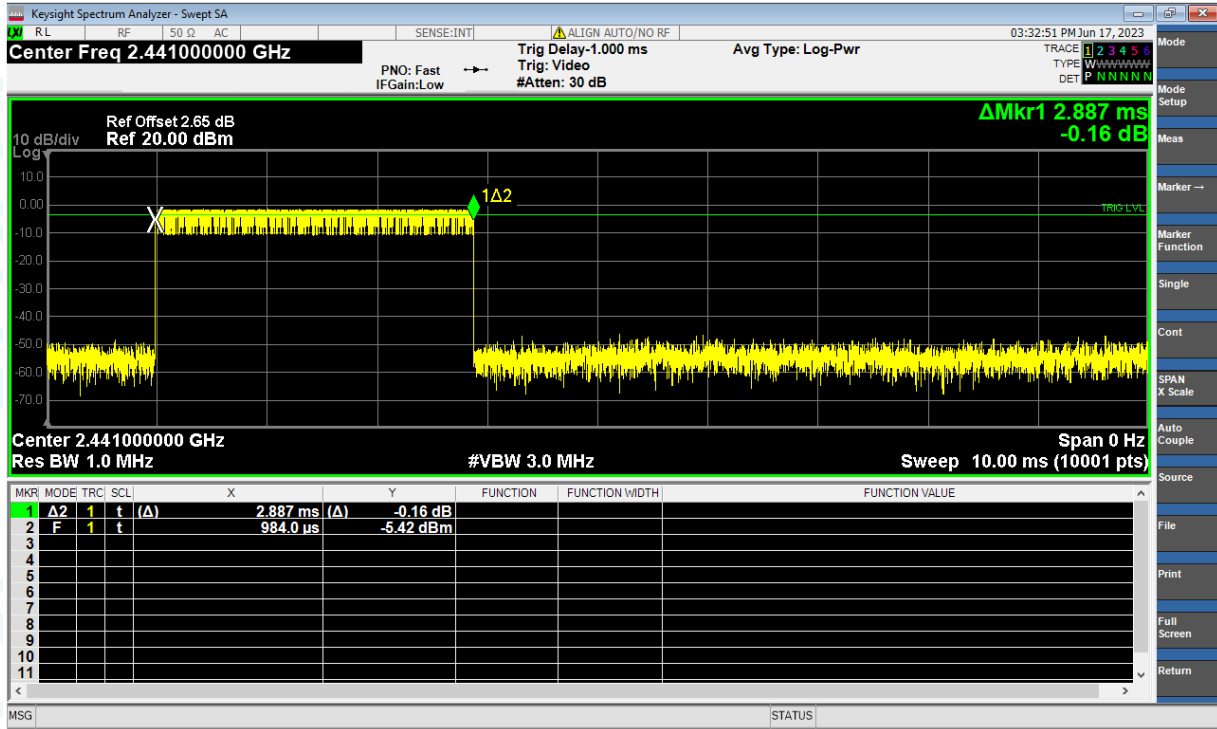 Keysight Spectrum Analyzer - Swept SA
LXI RL RF 50 Ω AC SENSE:INT ALIGN AUTO/NO RF 03:32:51 PM Jun 17, 2023
Center Freq 2.441000000 GHz
PNO: Fast
IFGain:Low
Trig Delay-1.000 ms
Trig: Video
#Atten: 30 dB
Avg Type: Log-Pwr
TRACE 1 2 3 4 5 6
TYPE WWWWWW
DET P N N N N N
ΔMkr1 2.887 ms
-0.16 dB
Ref Offset 2.65 dB
10 dB/div Ref 20.00 dBm
Log
10.0
0.00
-10.0
-20.0
-30.0
-40.0
-50.0
-60.0
-70.0
1Δ2
TRIG LVL
Center 2.441000000 GHz Span 0 Hz
Res BW 1.0 MHz #VBW 3.0 MHz Sweep 10.00 ms (10001 pts)
MKR MODE TRC SCL X Y FUNCTION FUNCTION WIDTH FUNCTION VALUE
1 Δ2 1 t (Δ) 2.887 ms (Δ) -0.16 dB
2 F 1 t 984.0 µs -5.42 dBm
3
4
5
6
7
8
9
10
11
MSG STATUS
Mode
Mode
Setup
Meas
Marker →
Marker
Function
Single
Cont
SPAN
X Scale
Auto
Couple
Source
File
Print
Full
Screen
Return